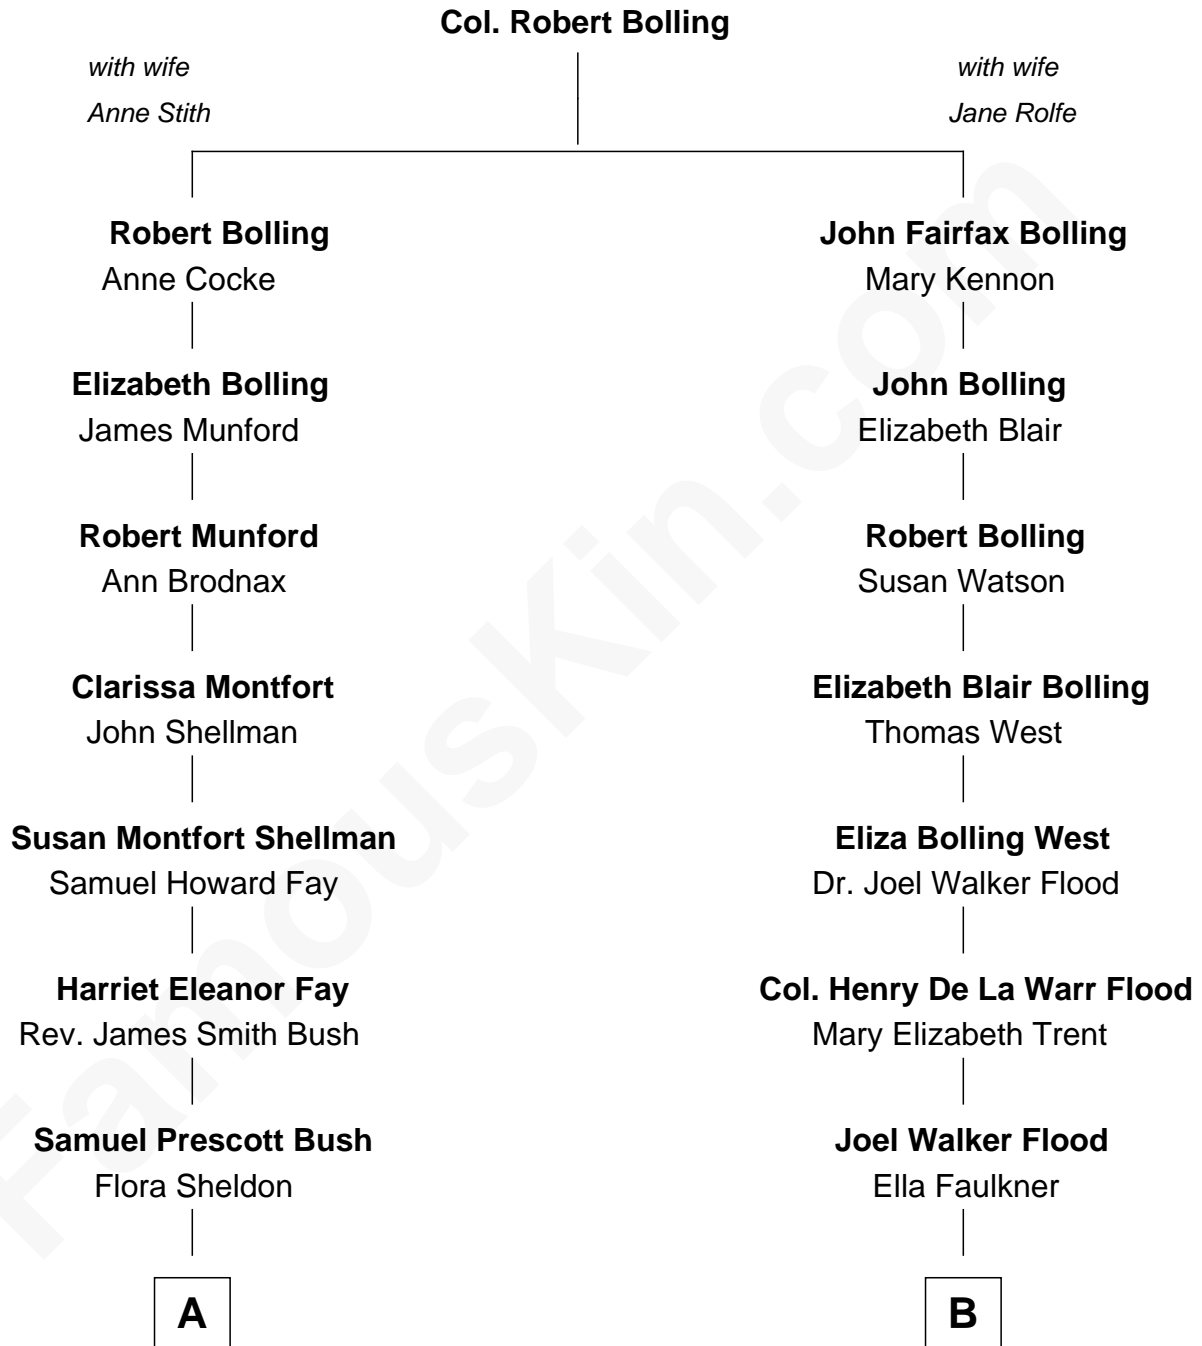 Col. Robert Bolling
with wife
Anne Stith
with wife
Jane Rolfe
Robert Bolling
Anne Cocke
John Fairfax Bolling
Mary Kennon
Elizabeth Bolling
James Munford
John Bolling
Elizabeth Blair
Robert Munford
Ann Brodnax
Robert Bolling
Susan Watson
Clarissa Montfort
John Shellman
Elizabeth Blair Bolling
Thomas West
Susan Montfort Shellman
Samuel Howard Fay
Eliza Bolling West
Dr. Joel Walker Flood
Harriet Eleanor Fay
Rev. James Smith Bush
Col. Henry De La Warr Flood
Mary Elizabeth Trent
Samuel Prescott Bush
Flora Sheldon
Joel Walker Flood
Ella Faulkner
A
B
FamousKin.com